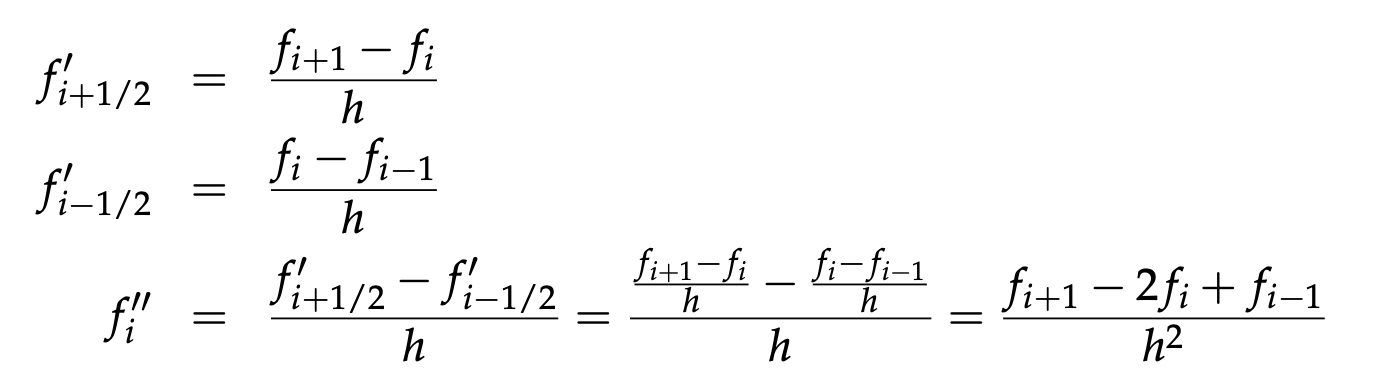 f′_{i+1/2} = \frac{f_{i+1} − f_i}{h}
f′_{i−1/2} = \frac{f_i − f_{i−1}}{h}
f″_i = \frac{f′_{i+1/2} − f′_{i−1/2}}{h} = \frac{\frac{f_{i+1}−f_i}{h} − \frac{f_i−f_{i−1}}{h}}{h} = \frac{f_{i+1} − 2f_i + f_{i−1}}{h^2}